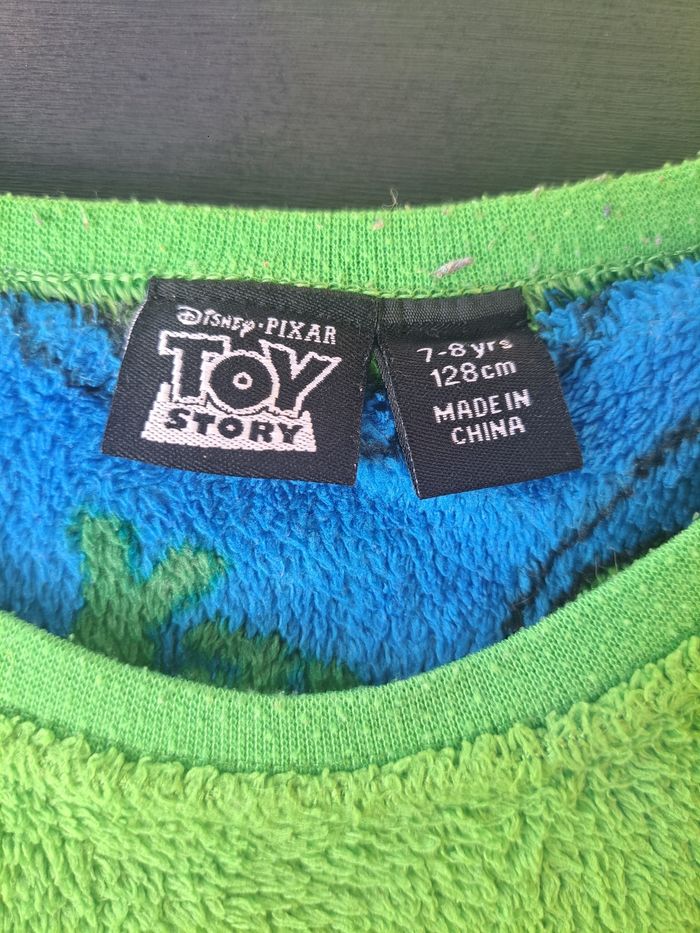 Disney·PIXAR
TOY
STORY
7-8 yrs
128cm
MADE IN
CHINA